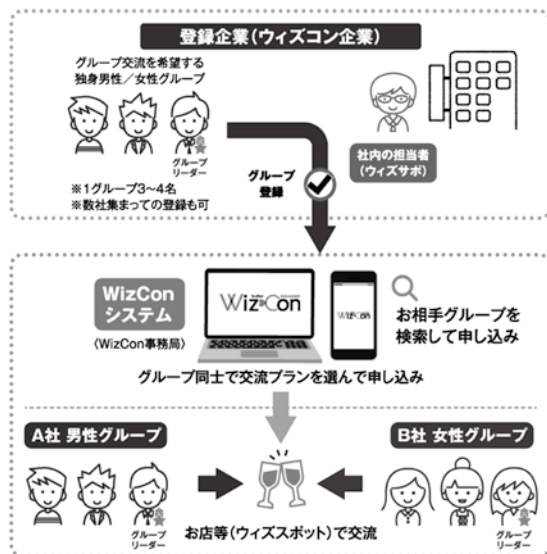 登録企業(ウィズコン企業)
グループ交流を希望する
独身男性／女性グループ
グループ
リーダー
※1グループ3〜4名
※数社集まっての登録も可
グループ
登録
社内の担当者
(ウィズサポ)
WizCon
システム
〈WizCon事務局〉
WizCon
WizCon
お相手グループを
検索して申し込み
グループ同士で交流プランを選んで申し込み
A社 男性グループ
B社 女性グループ
グループ
リーダー
お店等(ウィズスポット)で交流
グループ
リーダー